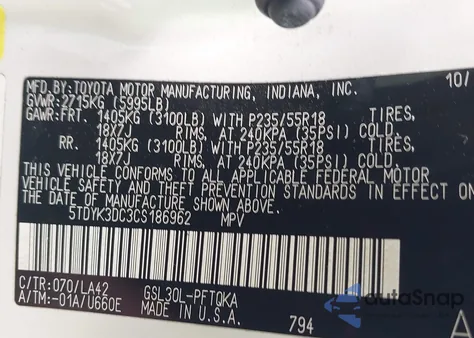 MFD.BY:TOYOTA MOTOR MANUFACTURING, INDIANA, INC. 10/
GVWR:2715KG (5995LB)
GAWR:FRT. 1405KG (3100LB) WITH P235/55R18 TIRES,
18X7J RIMS, AT 240KPA (35PSI) COLD.
RR. 1405KG (3100LB) WITH P235/55R18 TIRES,
18X7J RIMS, AT 240KPA (35PSI) COLD.
THIS VEHICLE CONFORMS TO ALL APPLICABLE FEDERAL MOTOR
VEHICLE SAFETY AND THEFT PREVENTION STANDARDS IN EFFECT ON
THE DATE OF MANUFACTURE SHOWN ABOVE.
5TDYK3DC3CS186962 MPV
C/TR:070/LA42 GSL30L-PFTQKA
A/TM:-01A/U660E MADE IN U.S.A. 794 A
autoSnap